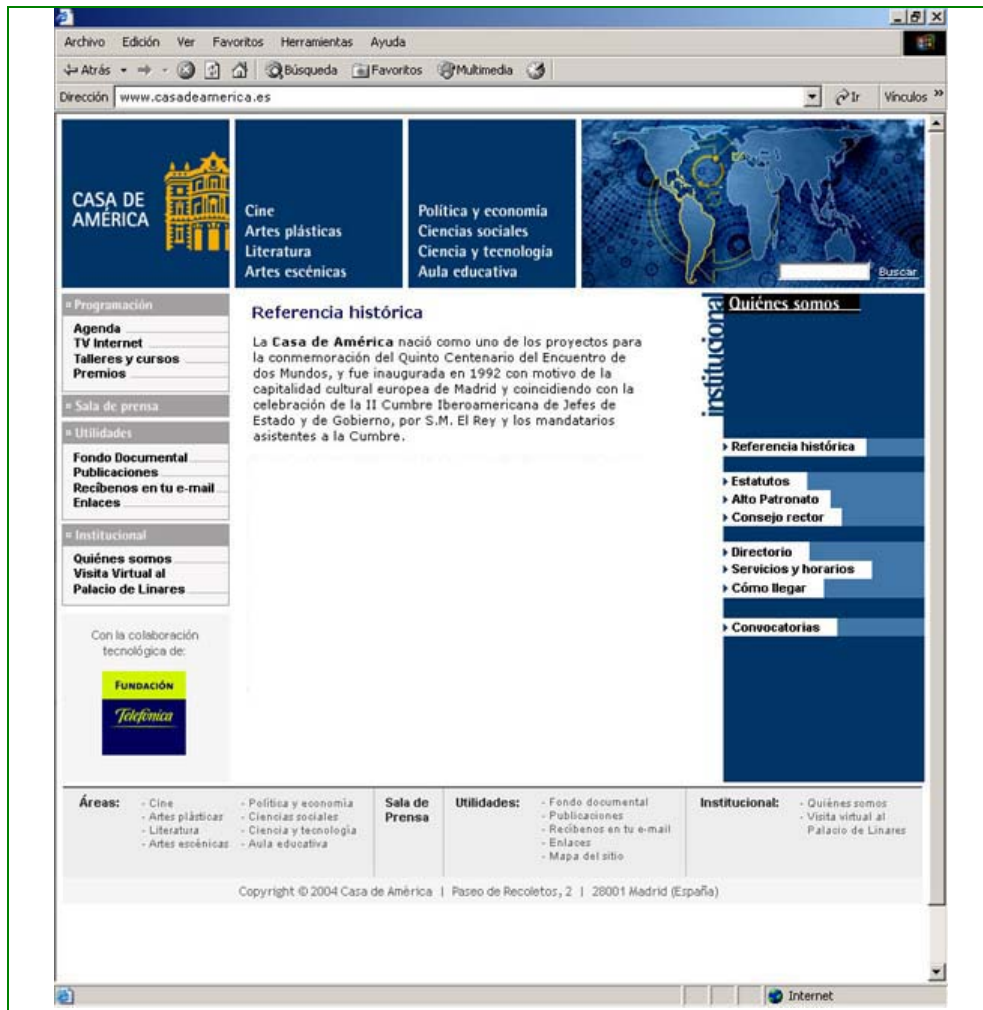 Archivo Edición Ver Favoritos Herramientas Ayuda
Atrás Búsqueda Favoritos Multimedia
Dirección www.casadeamerica.es Ir Vínculos »
CASA DE
AMÉRICA
Cine
Artes plásticas
Literatura
Artes escénicas
Política y economía
Ciencias sociales
Ciencia y tecnología
Aula educativa
Buscar
Programación
Agenda
TV Internet
Talleres y cursos
Premios
Sala de prensa
Utilidades
Fondo Documental
Publicaciones
Recíbenos en tu e-mail
Enlaces
Institucional
Quiénes somos
Visita Virtual al
Palacio de Linares
Con la colaboración
tecnológica de:
FUNDACIÓN
Telefónica
Referencia histórica
La Casa de América nació como uno de los proyectos para
la conmemoración del Quinto Centenario del Encuentro de
dos Mundos, y fue inaugurada en 1992 con motivo de la
capitalidad cultural europea de Madrid y coincidiendo con la
celebración de la II Cumbre Iberoamericana de Jefes de
Estado y de Gobierno, por S.M. El Rey y los mandatarios
asistentes a la Cumbre.
institucional
Quiénes somos
Referencia histórica
Estatutos
Alto Patronato
Consejo rector
Directorio
Servicios y horarios
Cómo llegar
Convocatorias
Áreas:
- Cine
- Artes plásticas
- Literatura
- Artes escénicas
- Política y economía
- Ciencias sociales
- Ciencia y tecnología
- Aula educativa
Sala de
Prensa
Utilidades:
- Fondo documental
- Publicaciones
- Recíbenos en tu e-mail
- Enlaces
- Mapa del sitio
Institucional:
- Quiénes somos
- Visita virtual al
Palacio de Linares
Copyright © 2004 Casa de América | Paseo de Recoletos, 2 | 28001 Madrid (España)
Internet